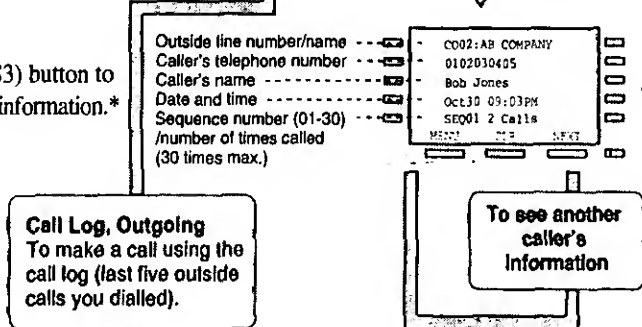 S3) button to
information.*
Outside line number/name
Caller's telephone number
Caller's name
Date and time
Sequence number (01-30)
/number of times called
(30 times max.)
CO02:AB COMPANY
0102030405
Bob Jones
Oct30 09:03PM
SEQ01 2 Calls
MENU NEXT
Call Log, Outgoing
To make a call using the
call log (last five outside
calls you dialled).
To see another
caller's
information